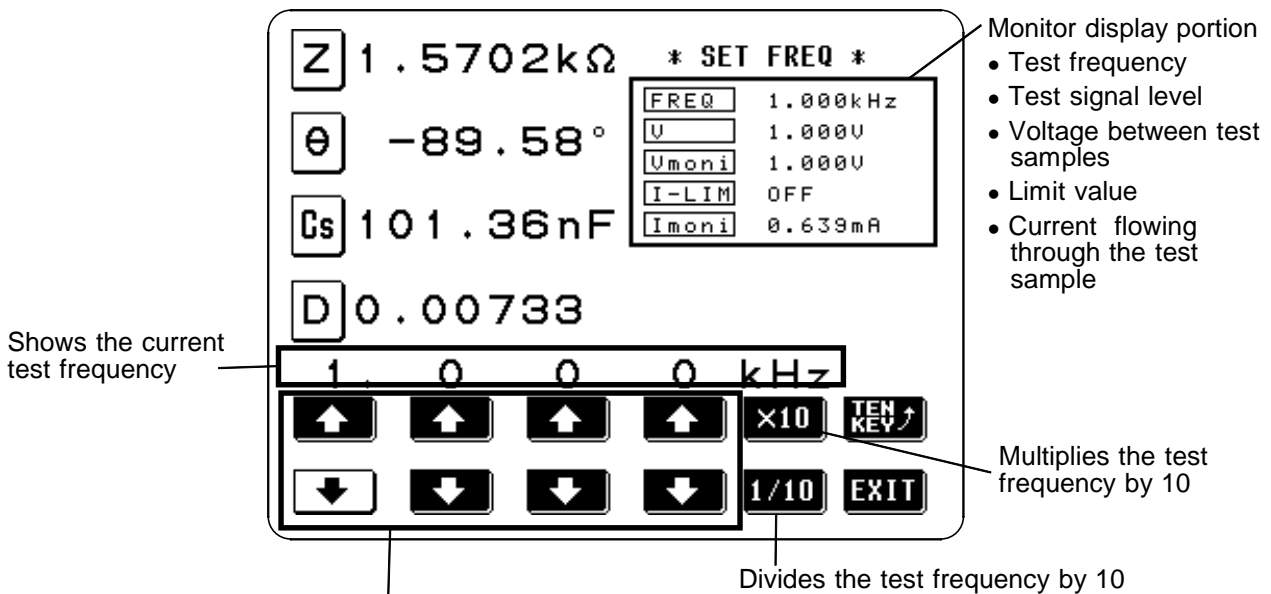 Z 1.5702kΩ
* SET FREQ *
FREQ 1.000kHz
V 1.000V
Vmoni 1.000V
I-LIM OFF
Imoni 0.639mA
θ -89.58°
Cs 101.36nF
D 0.00733
1. 0 0 0 kHz
×10
TEN KEY
1/10
EXIT
Monitor display portion
• Test frequency
• Test signal level
• Voltage between test
samples
• Limit value
• Current flowing
through the test
sample
Shows the current
test frequency
Multiplies the test
frequency by 10
Divides the test frequency by 10